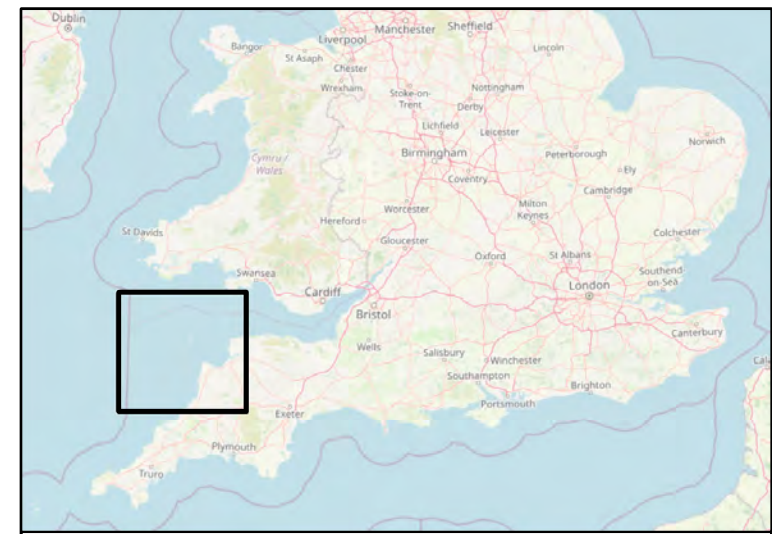 Dublin
Manchester
Sheffield
Liverpool
Bangor
St Asaph
Chester
Lincoln
Wrexham
Stoke-on-
Trent
Nottingham
Derby
Lichfield
Leicester
Norwich
Birmingham
Peterborough
Cymru /
Wales
Coventry
Ely
Cambridge
Worcester
Milton
Keynes
Hereford
St Davids
Gloucester
Colchester
Oxford
St Albans
Swansea
Southend
-on-Sea
Cardiff
London
Bristol
Canterbury
Wells
Salisbury
Winchester
Cal
Southampton
Brighton
Portsmouth
Exeter
Plymouth
Truro